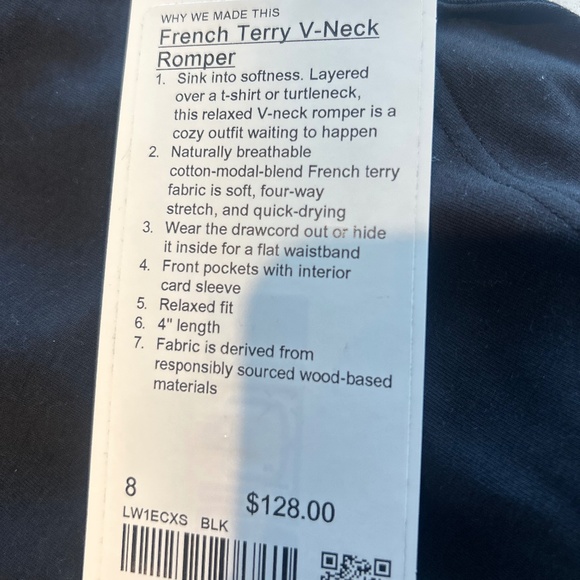 WHY WE MADE THIS
French Terry V-Neck
Romper
1. Sink into softness. Layered
over a t-shirt or turtleneck,
this relaxed V-neck romper is a
cozy outfit waiting to happen
2. Naturally breathable
cotton-modal-blend French terry
fabric is soft, four-way
stretch, and quick-drying
3. Wear the drawcord out or hide
it inside for a flat waistband
4. Front pockets with interior
card sleeve
5. Relaxed fit
6. 4" length
7. Fabric is derived from
responsibly sourced wood-based
materials
8
$128.00
LW1ECXS BLK